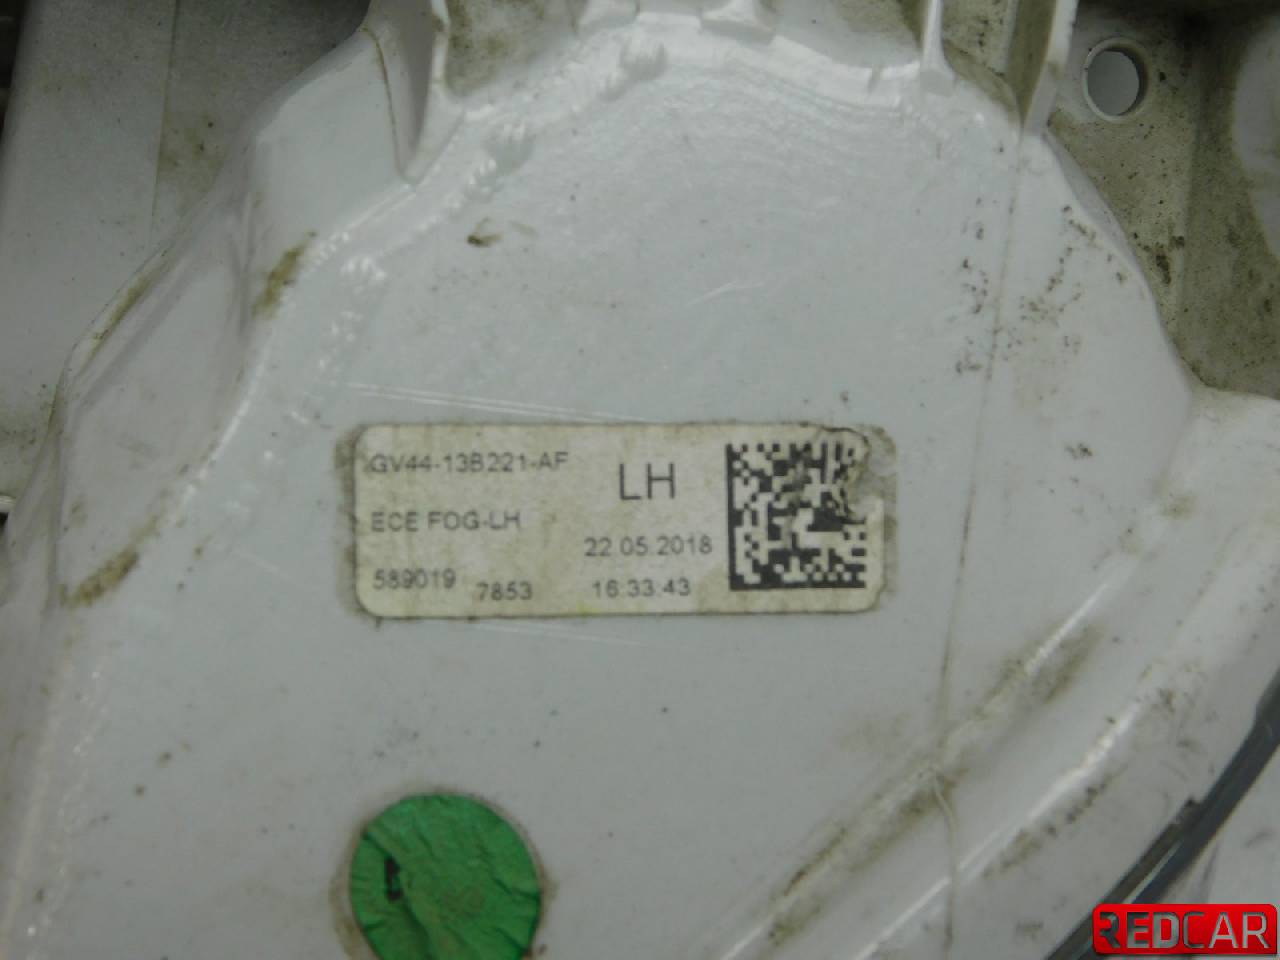 GV44-13B221-AF
LH
ECE FOG-LH
22.05.2018
589019
7853
16:33:43
REDCAR